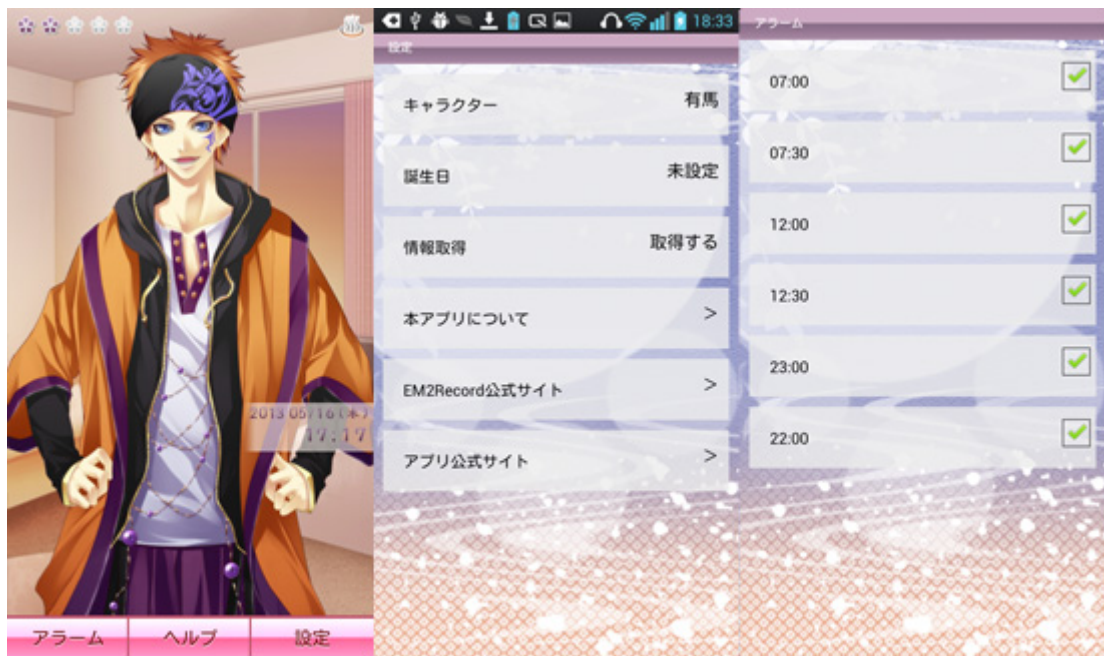 2013 05/16(木)
17:17
アラーム
ヘルプ
設定
18:33
設定
キャラクター
有馬
誕生日
未設定
情報取得
取得する
本アプリについて
>
EM2Record公式サイト
>
アプリ公式サイト
>
アラーム
07:00
07:30
12:00
12:30
23:00
22:00